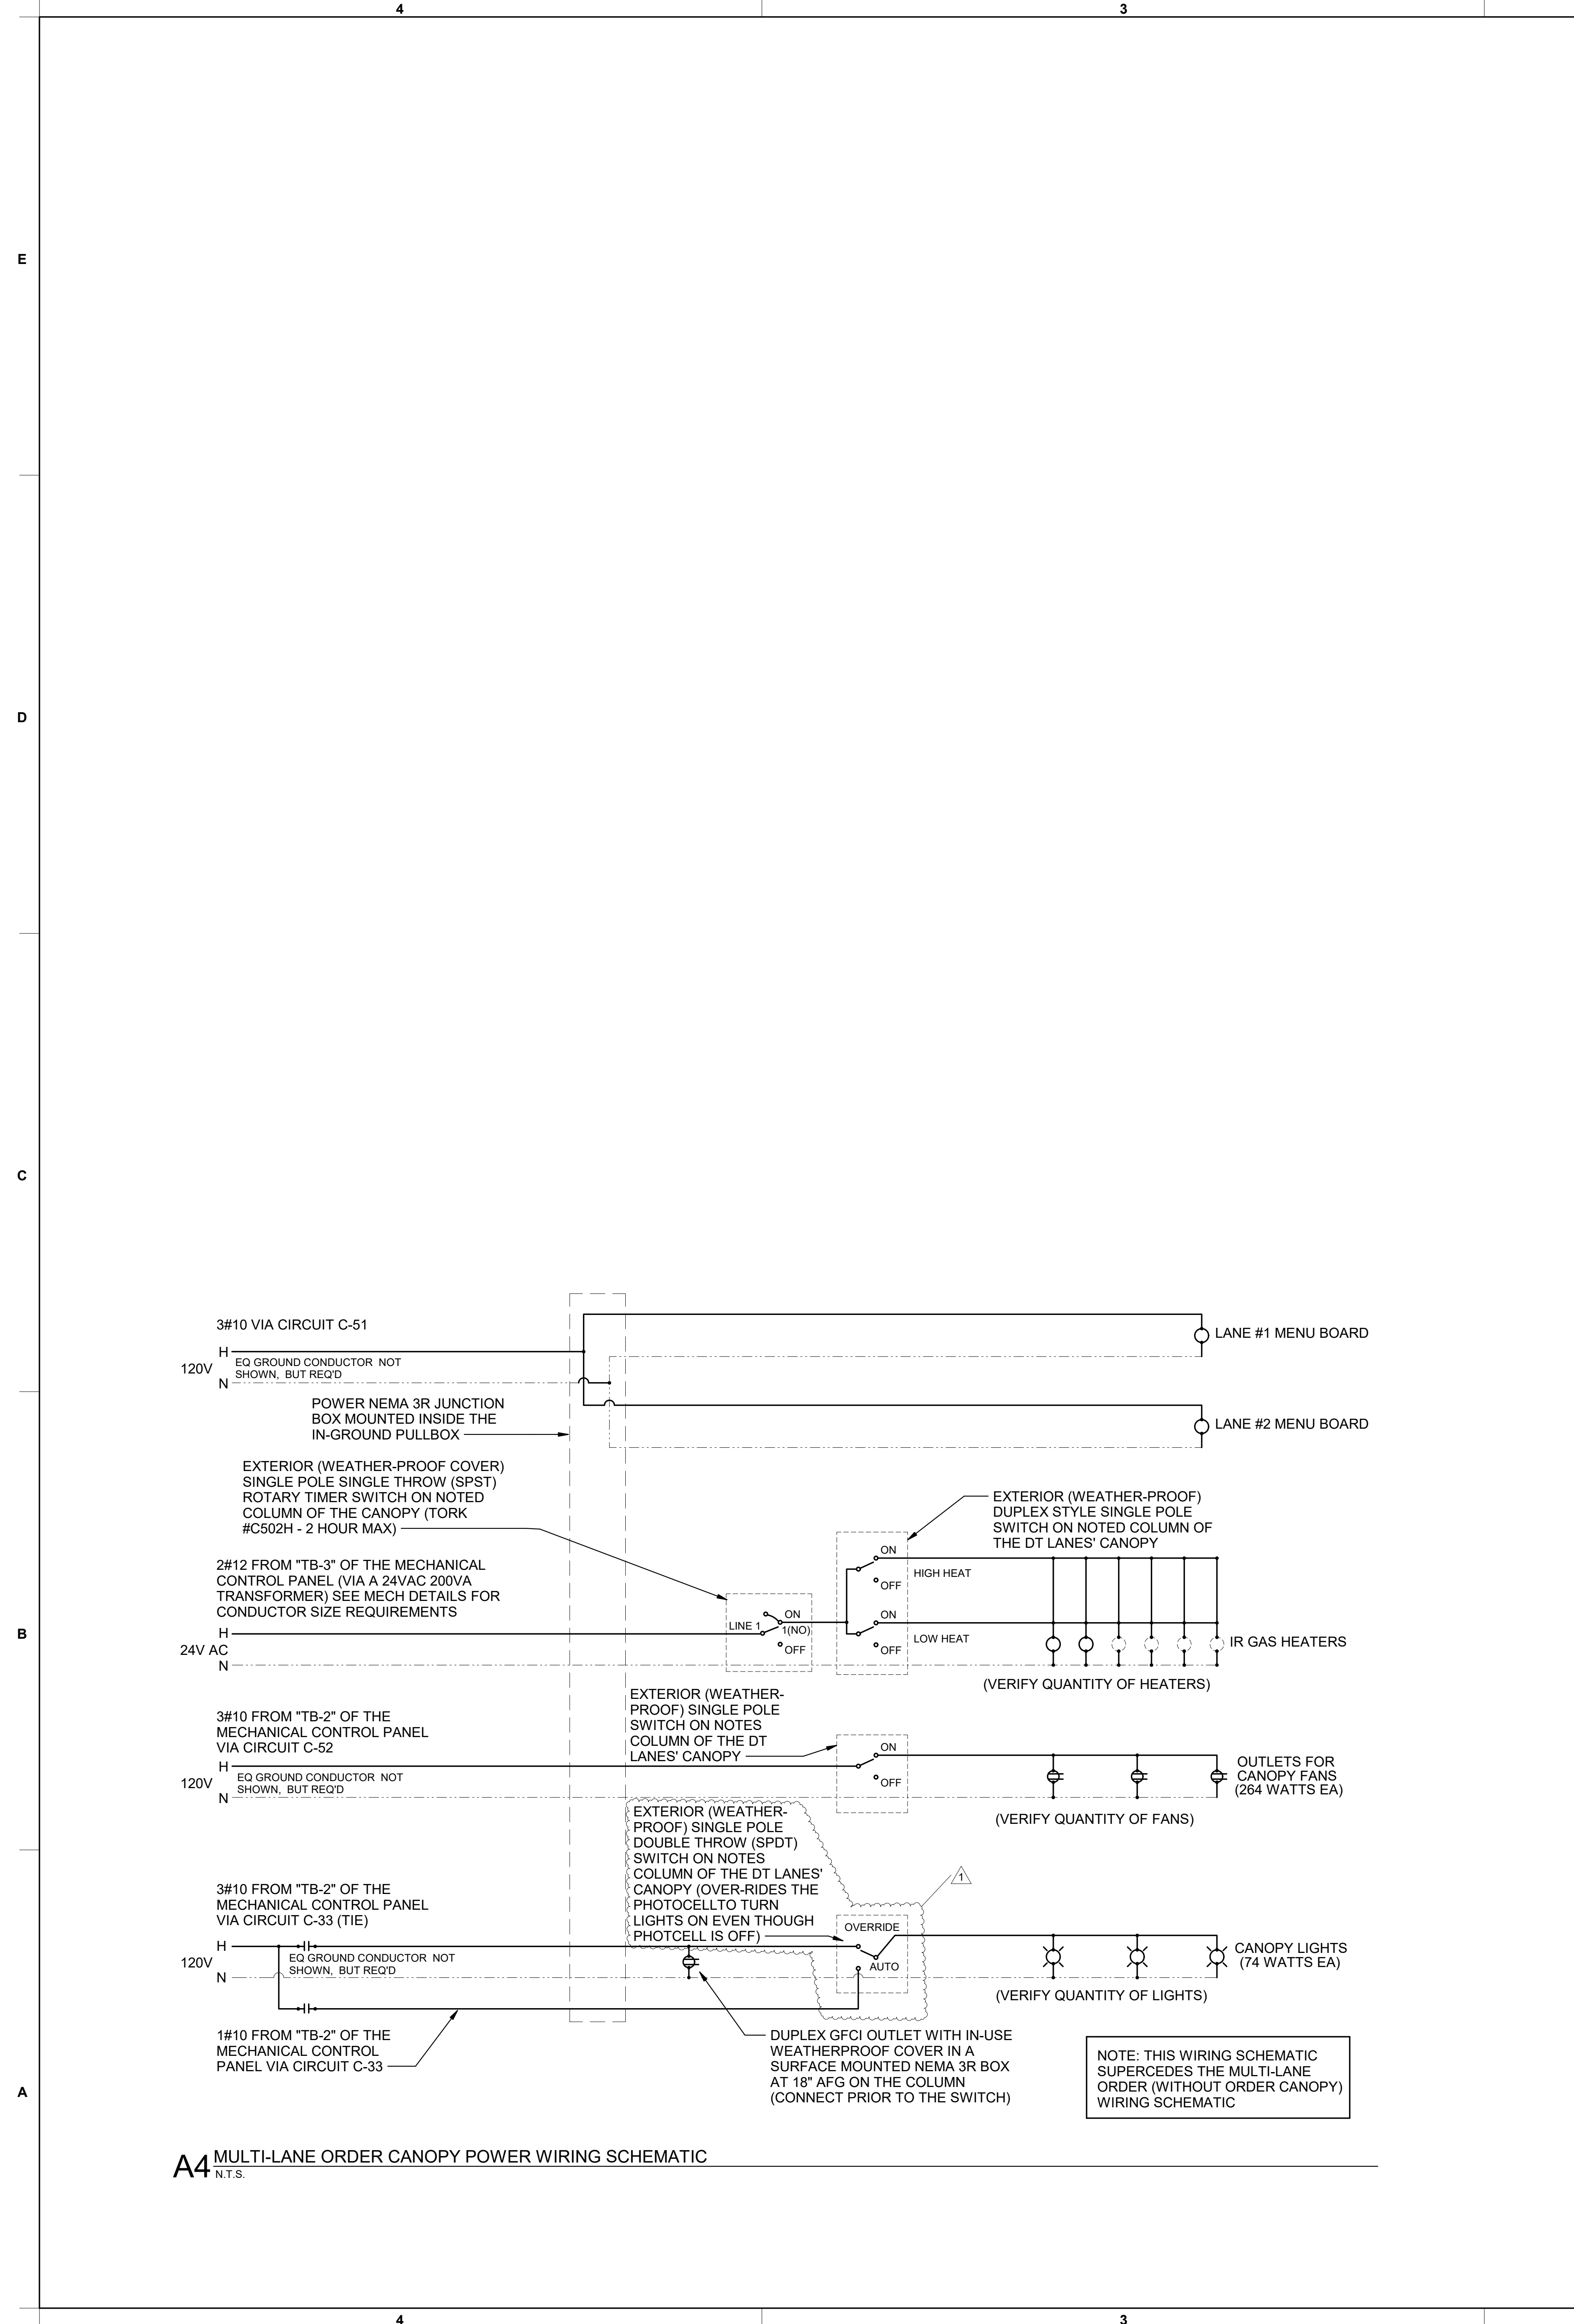 4
3
E
D
C
3#10 VIA CIRCUIT C-51
LANE #1 MENU BOARD
H
120V
EQ GROUND CONDUCTOR NOT
SHOWN, BUT REQ'D
N
POWER NEMA 3R JUNCTION
BOX MOUNTED INSIDE THE
IN-GROUND PULLBOX
LANE #2 MENU BOARD
EXTERIOR (WEATHER-PROOF COVER)
SINGLE POLE SINGLE THROW (SPST)
ROTARY TIMER SWITCH ON NOTED
COLUMN OF THE CANOPY (TORK
#C502H - 2 HOUR MAX)
EXTERIOR (WEATHER-PROOF)
DUPLEX STYLE SINGLE POLE
SWITCH ON NOTED COLUMN OF
THE DT LANES' CANOPY
2#12 FROM "TB-3" OF THE MECHANICAL
CONTROL PANEL (VIA A 24VAC 200VA
TRANSFORMER) SEE MECH DETAILS FOR
CONDUCTOR SIZE REQUIREMENTS
ON
HIGH HEAT
OFF
B
H
24V AC
N
LINE 1
ON
1(NO)
OFF
ON
LOW HEAT
OFF
IR GAS HEATERS
(VERIFY QUANTITY OF HEATERS)
EXTERIOR (WEATHER-
PROOF) SINGLE POLE
SWITCH ON NOTES
COLUMN OF THE DT
LANES' CANOPY
3#10 FROM "TB-2" OF THE
MECHANICAL CONTROL PANEL
VIA CIRCUIT C-52
H
120V
EQ GROUND CONDUCTOR NOT
SHOWN, BUT REQ'D
N
ON
OFF
OUTLETS FOR
CANOPY FANS
(264 WATTS EA)
(VERIFY QUANTITY OF FANS)
EXTERIOR (WEATHER-
PROOF) SINGLE POLE
DOUBLE THROW (SPDT)
SWITCH ON NOTES
COLUMN OF THE DT LANES'
CANOPY (OVER-RIDES THE
PHOTOCELLTO TURN
LIGHTS ON EVEN THOUGH
PHOTCELL IS OFF)
1
3#10 FROM "TB-2" OF THE
MECHANICAL CONTROL PANEL
VIA CIRCUIT C-33 (TIE)
OVERRIDE
AUTO
H
120V
EQ GROUND CONDUCTOR NOT
SHOWN, BUT REQ'D
N
CANOPY LIGHTS
(74 WATTS EA)
(VERIFY QUANTITY OF LIGHTS)
1#10 FROM "TB-2" OF THE
MECHANICAL CONTROL
PANEL VIA CIRCUIT C-33
DUPLEX GFCI OUTLET WITH IN-USE
WEATHERPROOF COVER IN A
SURFACE MOUNTED NEMA 3R BOX
AT 18" AFG ON THE COLUMN
(CONNECT PRIOR TO THE SWITCH)
NOTE: THIS WIRING SCHEMATIC
SUPERCEDES THE MULTI-LANE
ORDER (WITHOUT ORDER CANOPY)
WIRING SCHEMATIC
A
A4 MULTI-LANE ORDER CANOPY POWER WIRING SCHEMATIC
N.T.S.
4
3